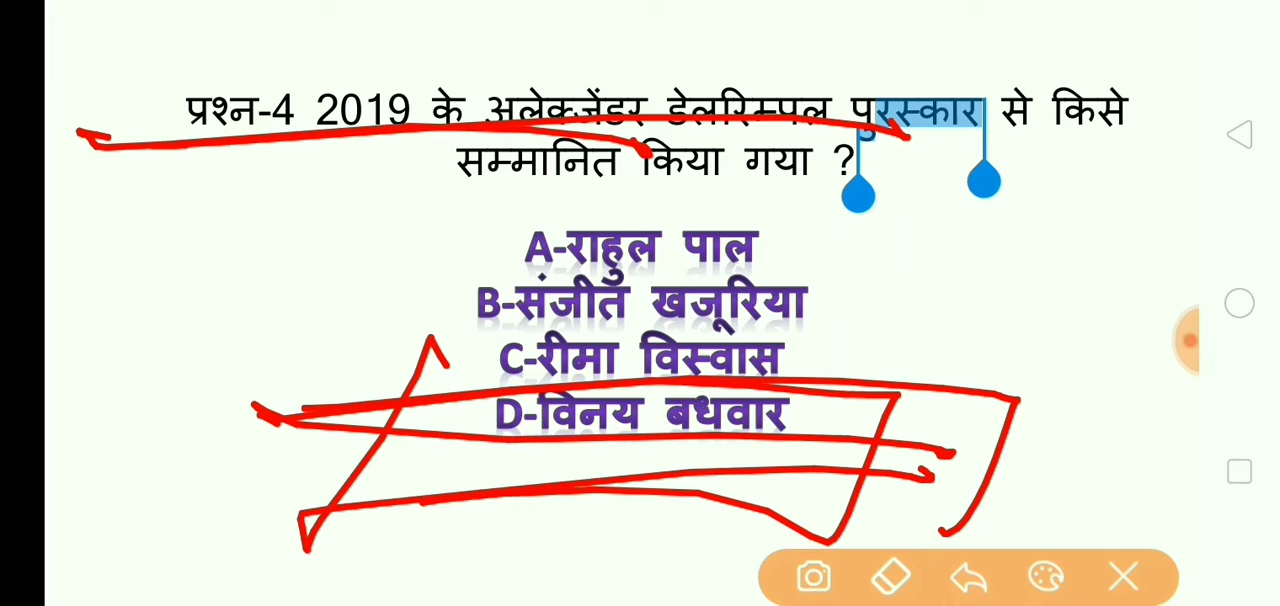 प्रश्न-4 2019 के अलेक्जेंडर डेलरिम्पल पुरस्कार से किसे
सम्मानित किया गया ?
A-राहुल पाल
B-संजीत खजूरिया
C-रीमा विस्वास
D-विनय बधवार